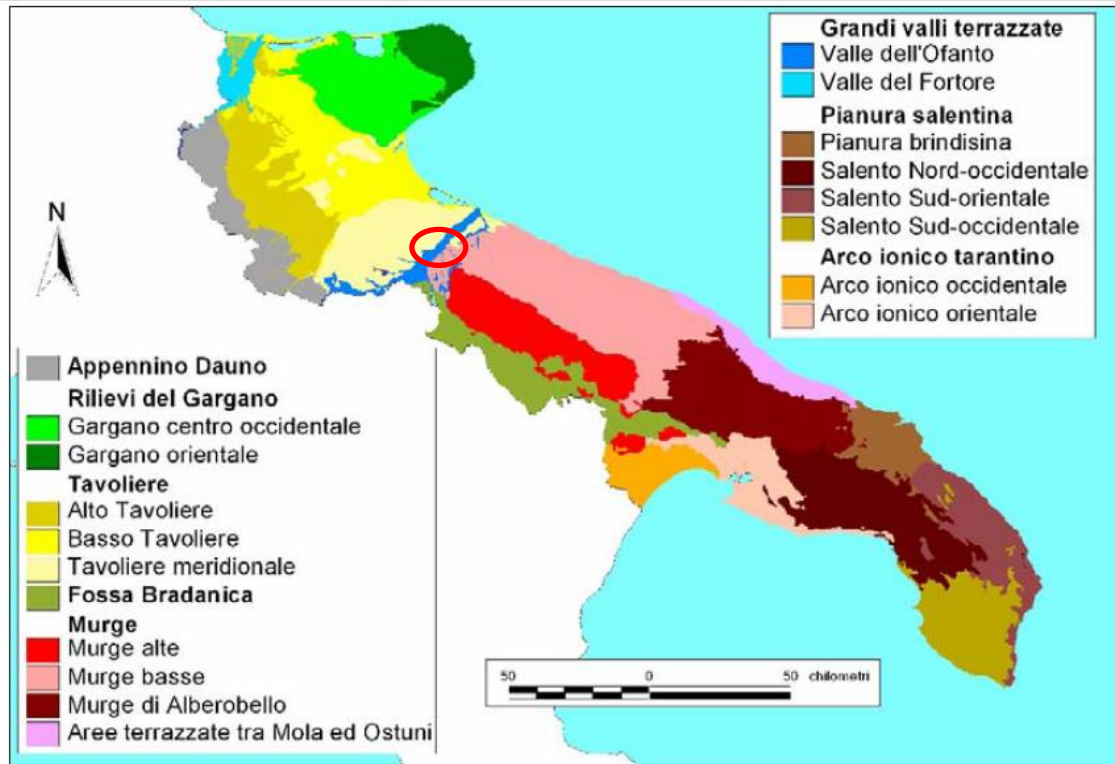 Grandi valli terrazzate
Valle dell'Ofanto
Valle del Fortore
Pianura salentina
Pianura brindisina
Salento Nord-occidentale
Salento Sud-orientale
Salento Sud-occidentale
Arco ionico tarantino
Arco ionico occidentale
Arco ionico orientale
N
Appennino Dauno
Rilievi del Gargano
Gargano centro occidentale
Gargano orientale
Tavoliere
Alto Tavoliere
Basso Tavoliere
Tavoliere meridionale
Fossa Bradanica
Murge
Murge alte
Murge basse
Murge di Alberobello
Aree terrazzate tra Mola ed Ostuni
50 0 50 chilometri